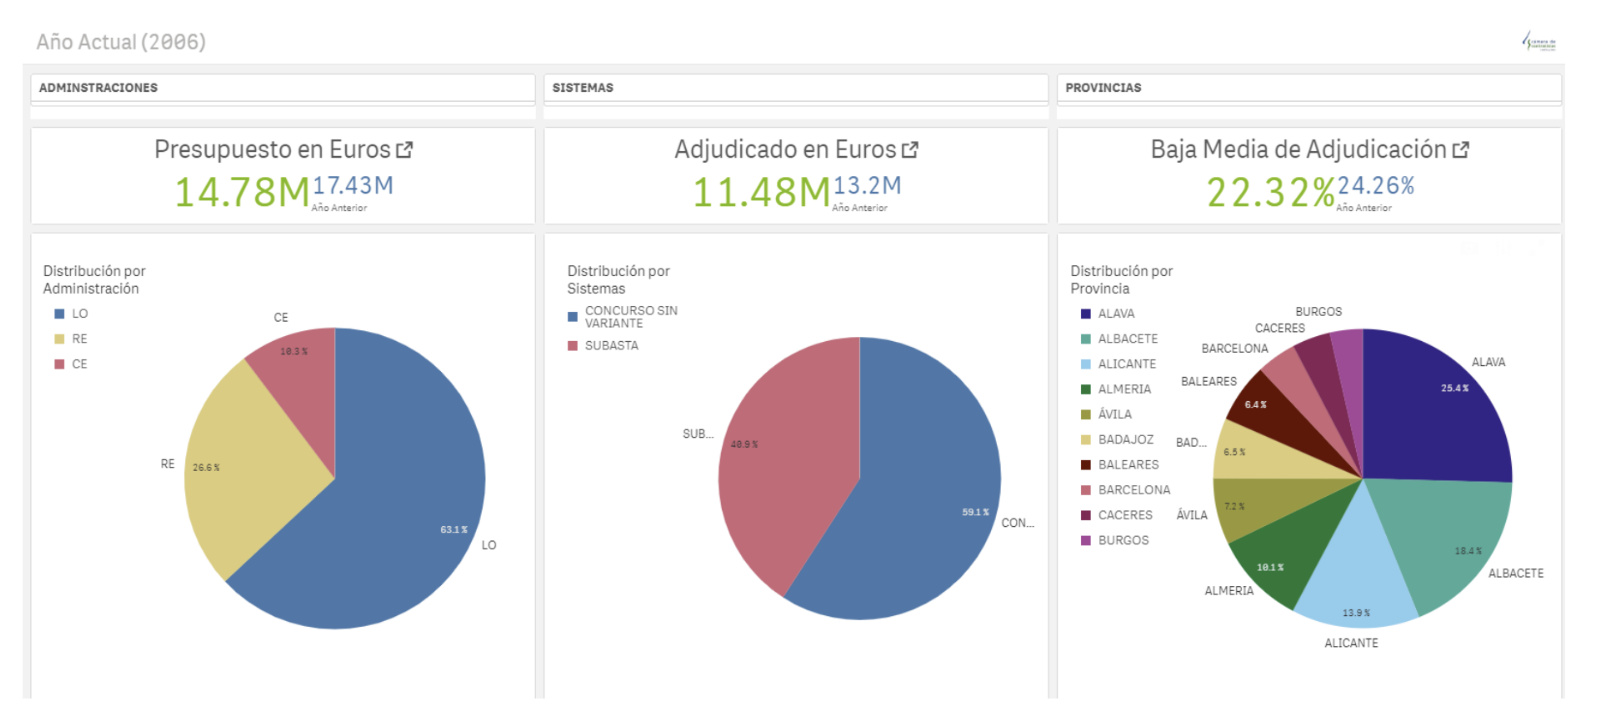 Año Actual (2006)
ADMINSTRACIONES
SISTEMAS
PROVINCIAS
Presupuesto en Euros
14.78M
17.43M
Año Anterior
Adjudicado en Euros
11.48M
13.2M
Año Anterior
Baja Media de Adjudicación
22.32%
24.26%
Año Anterior
Distribución por
Administración
LO
RE
CE
CE
10.3 %
RE
26.6 %
63.1 %
LO
Distribución por
Sistemas
CONCURSO SIN
VARIANTE
SUBASTA
SUB...
40.9 %
59.1 %
CON...
Distribución por
Provincia
ALAVA
ALBACETE
ALICANTE
ALMERIA
ÁVILA
BADAJOZ
BALEARES
BARCELONA
CACERES
BURGOS
BURGOS
CACERES
BARCELONA
BALEARES
6.4 %
BAD...
6.5 %
ÁVILA
7.2 %
ALMERIA
10.1 %
ALICANTE
13.9 %
ALBACETE
18.4 %
ALAVA
25.4 %